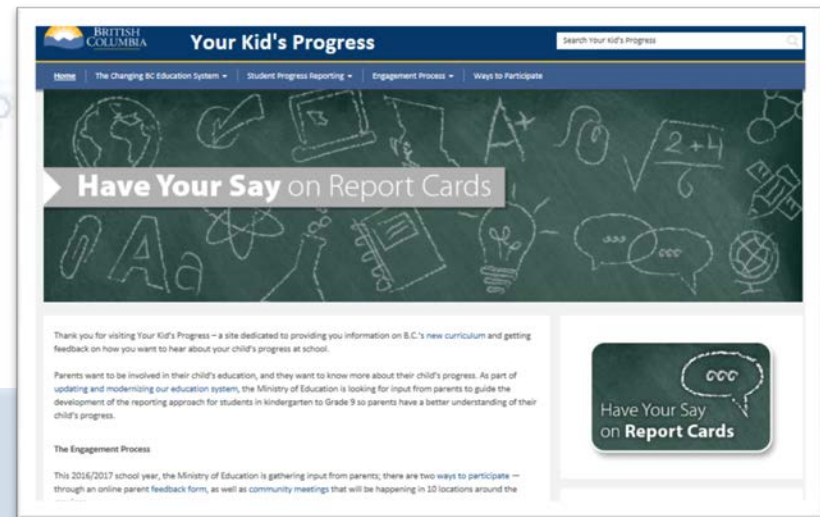 BRITISH
COLUMBIA
Your Kid's Progress
Search Your Kid's Progress
Home
The Changing BC Education System
Student Progress Reporting
Engagement Process
Ways to Participate
A+
2+4
6
Have Your Say on Report Cards
Aa
Thank you for visiting Your Kid's Progress – a site dedicated to providing you information on B.C.'s new curriculum and getting
feedback on how you want to hear about your child's progress at school.
Parents want to be involved in their child's education, and they want to know more about their child's progress. As part of
updating and modernizing our education system, the Ministry of Education is looking for input from parents to guide the
development of the reporting approach for students in kindergarten to Grade 9 so parents have a better understanding of their
child's progress.
The Engagement Process
This 2016/2017 school year, the Ministry of Education is gathering input from parents; there are two ways to participate —
through an online parent feedback form, as well as community meetings that will be happening in 10 locations around the
Have Your Say
on Report Cards